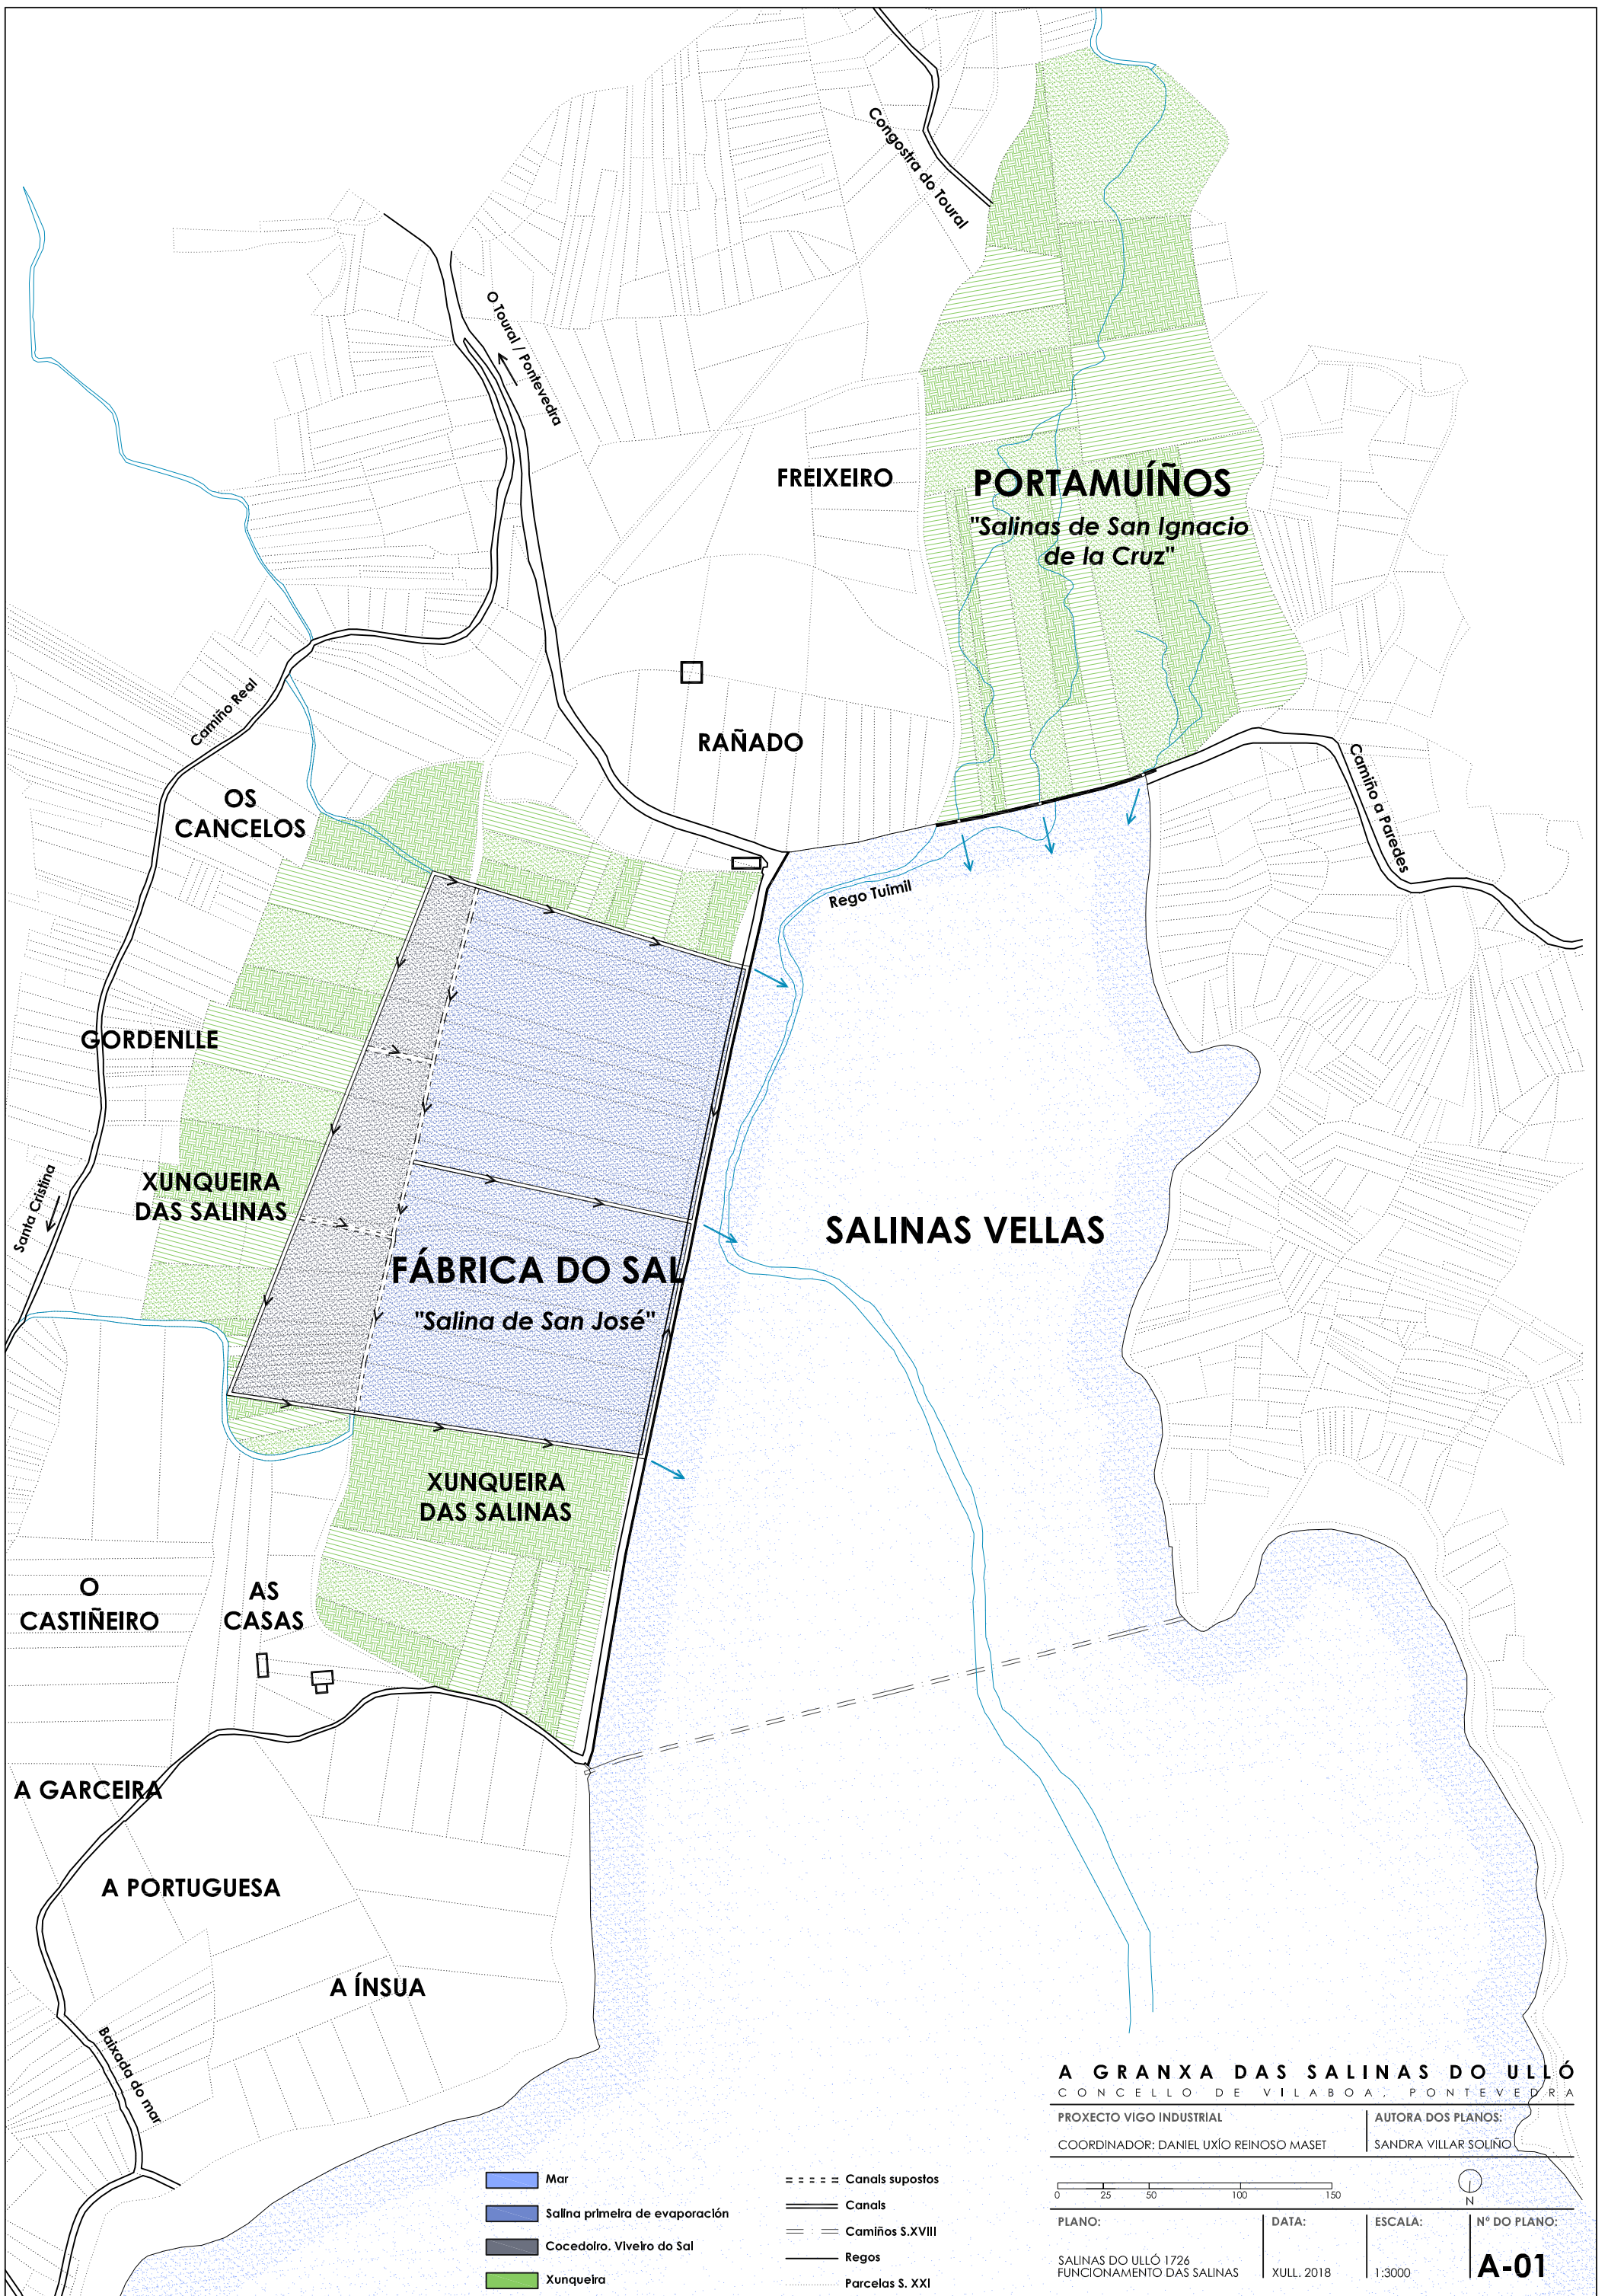 Congostra do Toural
O Toural / Pontevedra
FREIXEIRO
PORTAMUÍÑOS
"Salinas de San Ignacio
de la Cruz"
Camiño Real
RAÑADO
Camiño a Paredes
OS
CANCELOS
Rego Tuimil
GORDENLLE
XUNQUEIRA
DAS SALINAS
Santa Cristina
SALINAS VELLAS
FÁBRICA DO SAL
"Salina de San José"
XUNQUEIRA
DAS SALINAS
O
CASTIÑEIRO
AS
CASAS
A GARCEIRA
A PORTUGUESA
A ÍNSUA
Baixada do mar
Mar
Salina primeira de evaporación
Cocedoiro. Viveiro do Sal
Xunqueira
Canais supostos
Canais
Camiños S.XVIII
Regos
Parcelas S. XXI
A GRANXA DAS SALINAS DO ULLÓ
CONCELLO DE VILABOA, PONTEVEDRA
PROXECTO VIGO INDUSTRIAL
COORDINADOR: DANIEL UXÍO REINOSO MASET
AUTORA DOS PLANOS:
SANDRA VILLAR SOLIÑO
0 25 50 100 150
N
PLANO:
SALINAS DO ULLÓ 1726
FUNCIONAMENTO DAS SALINAS
DATA:
XULL. 2018
ESCALA:
1:3000
Nº DO PLANO:
A-01